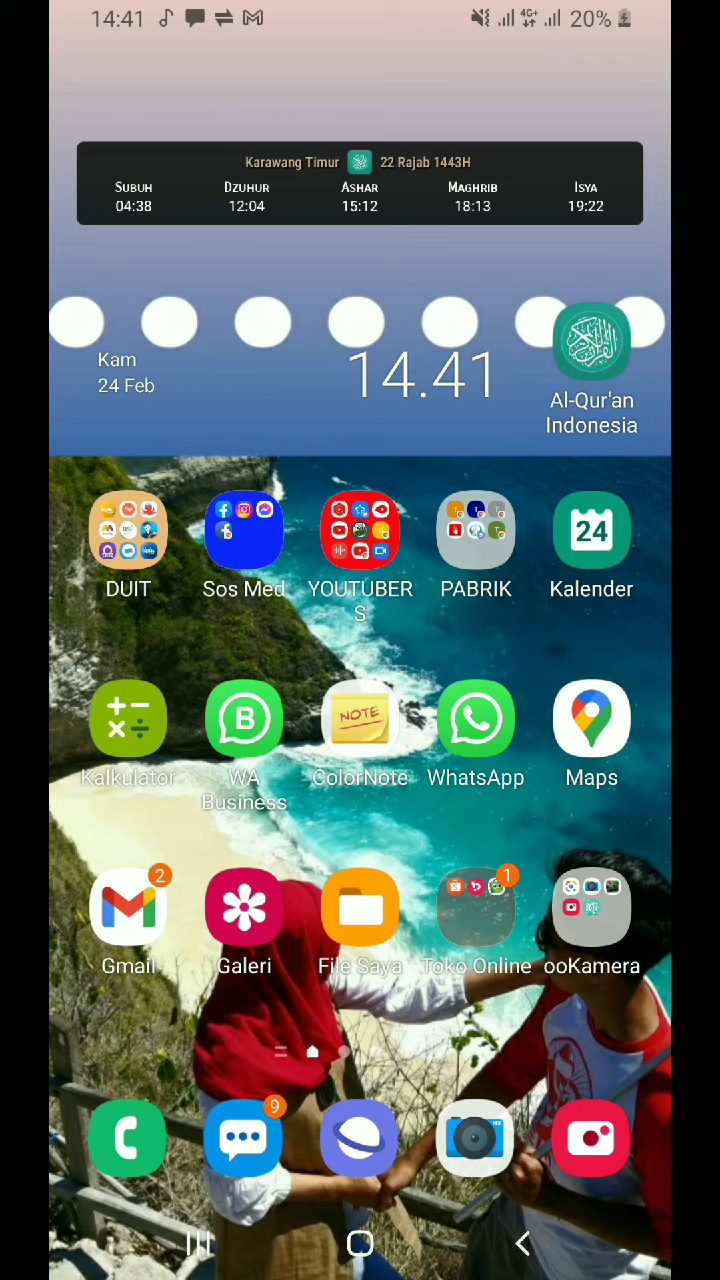 14:41
4G+
20%
Karawang Timur 22 Rajab 1443H
SUBUH DZUHUR ASHAR MAGHRIB ISYA
04:38 12:04 15:12 18:13 19:22
Kam
24 Feb
14.41
Al-Qur'an
Indonesia
24
DUIT
Sos Med
YOUTUBER
S
PABRIK
Kalender
B
NOTE
Kalkulator
WA
Business
ColorNote
WhatsApp
Maps
2
1
Gmail
Galeri
File Saya
Toko Online
ooKamera
9